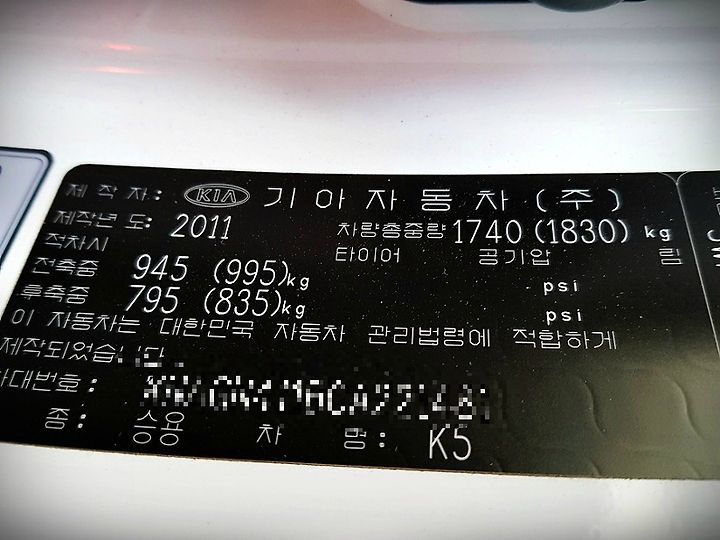 제 작 자: KIA 기아자동차(주)
제작년도: 2011 차량총중량 1740 (1830) kg
적차시 타이어 공기압 림
전축중 945 (995)kg psi
후축중 795 (835)kg psi
이 자동차는 대한민국 자동차 관리법령에 적합하게
제작되었습니다.
차대번호:
종: 승용 차 명: K5